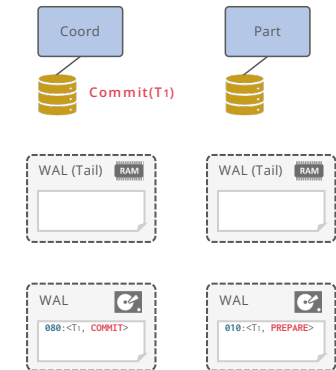 Coord Part
Commit(T₁)
WAL (Tail) RAM WAL (Tail) RAM
WAL WAL
080:<T₁, COMMIT> 010:<T₁, PREPARE>